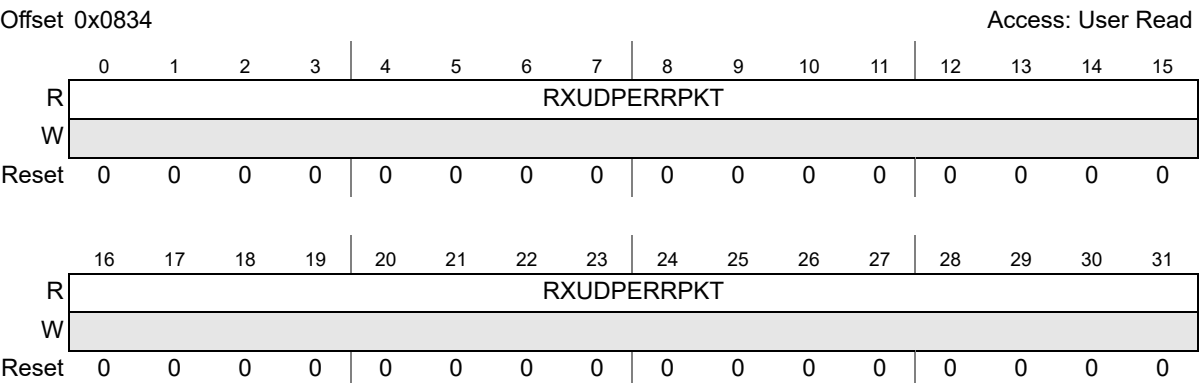 Offset 0x0834 Access: User Read
0 1 2 3 4 5 6 7 8 9 10 11 12 13 14 15
R RXUDPERRPKT
W
Reset 0 0 0 0 0 0 0 0 0 0 0 0 0 0 0 0
16 17 18 19 20 21 22 23 24 25 26 27 28 29 30 31
R RXUDPERRPKT
W
Reset 0 0 0 0 0 0 0 0 0 0 0 0 0 0 0 0